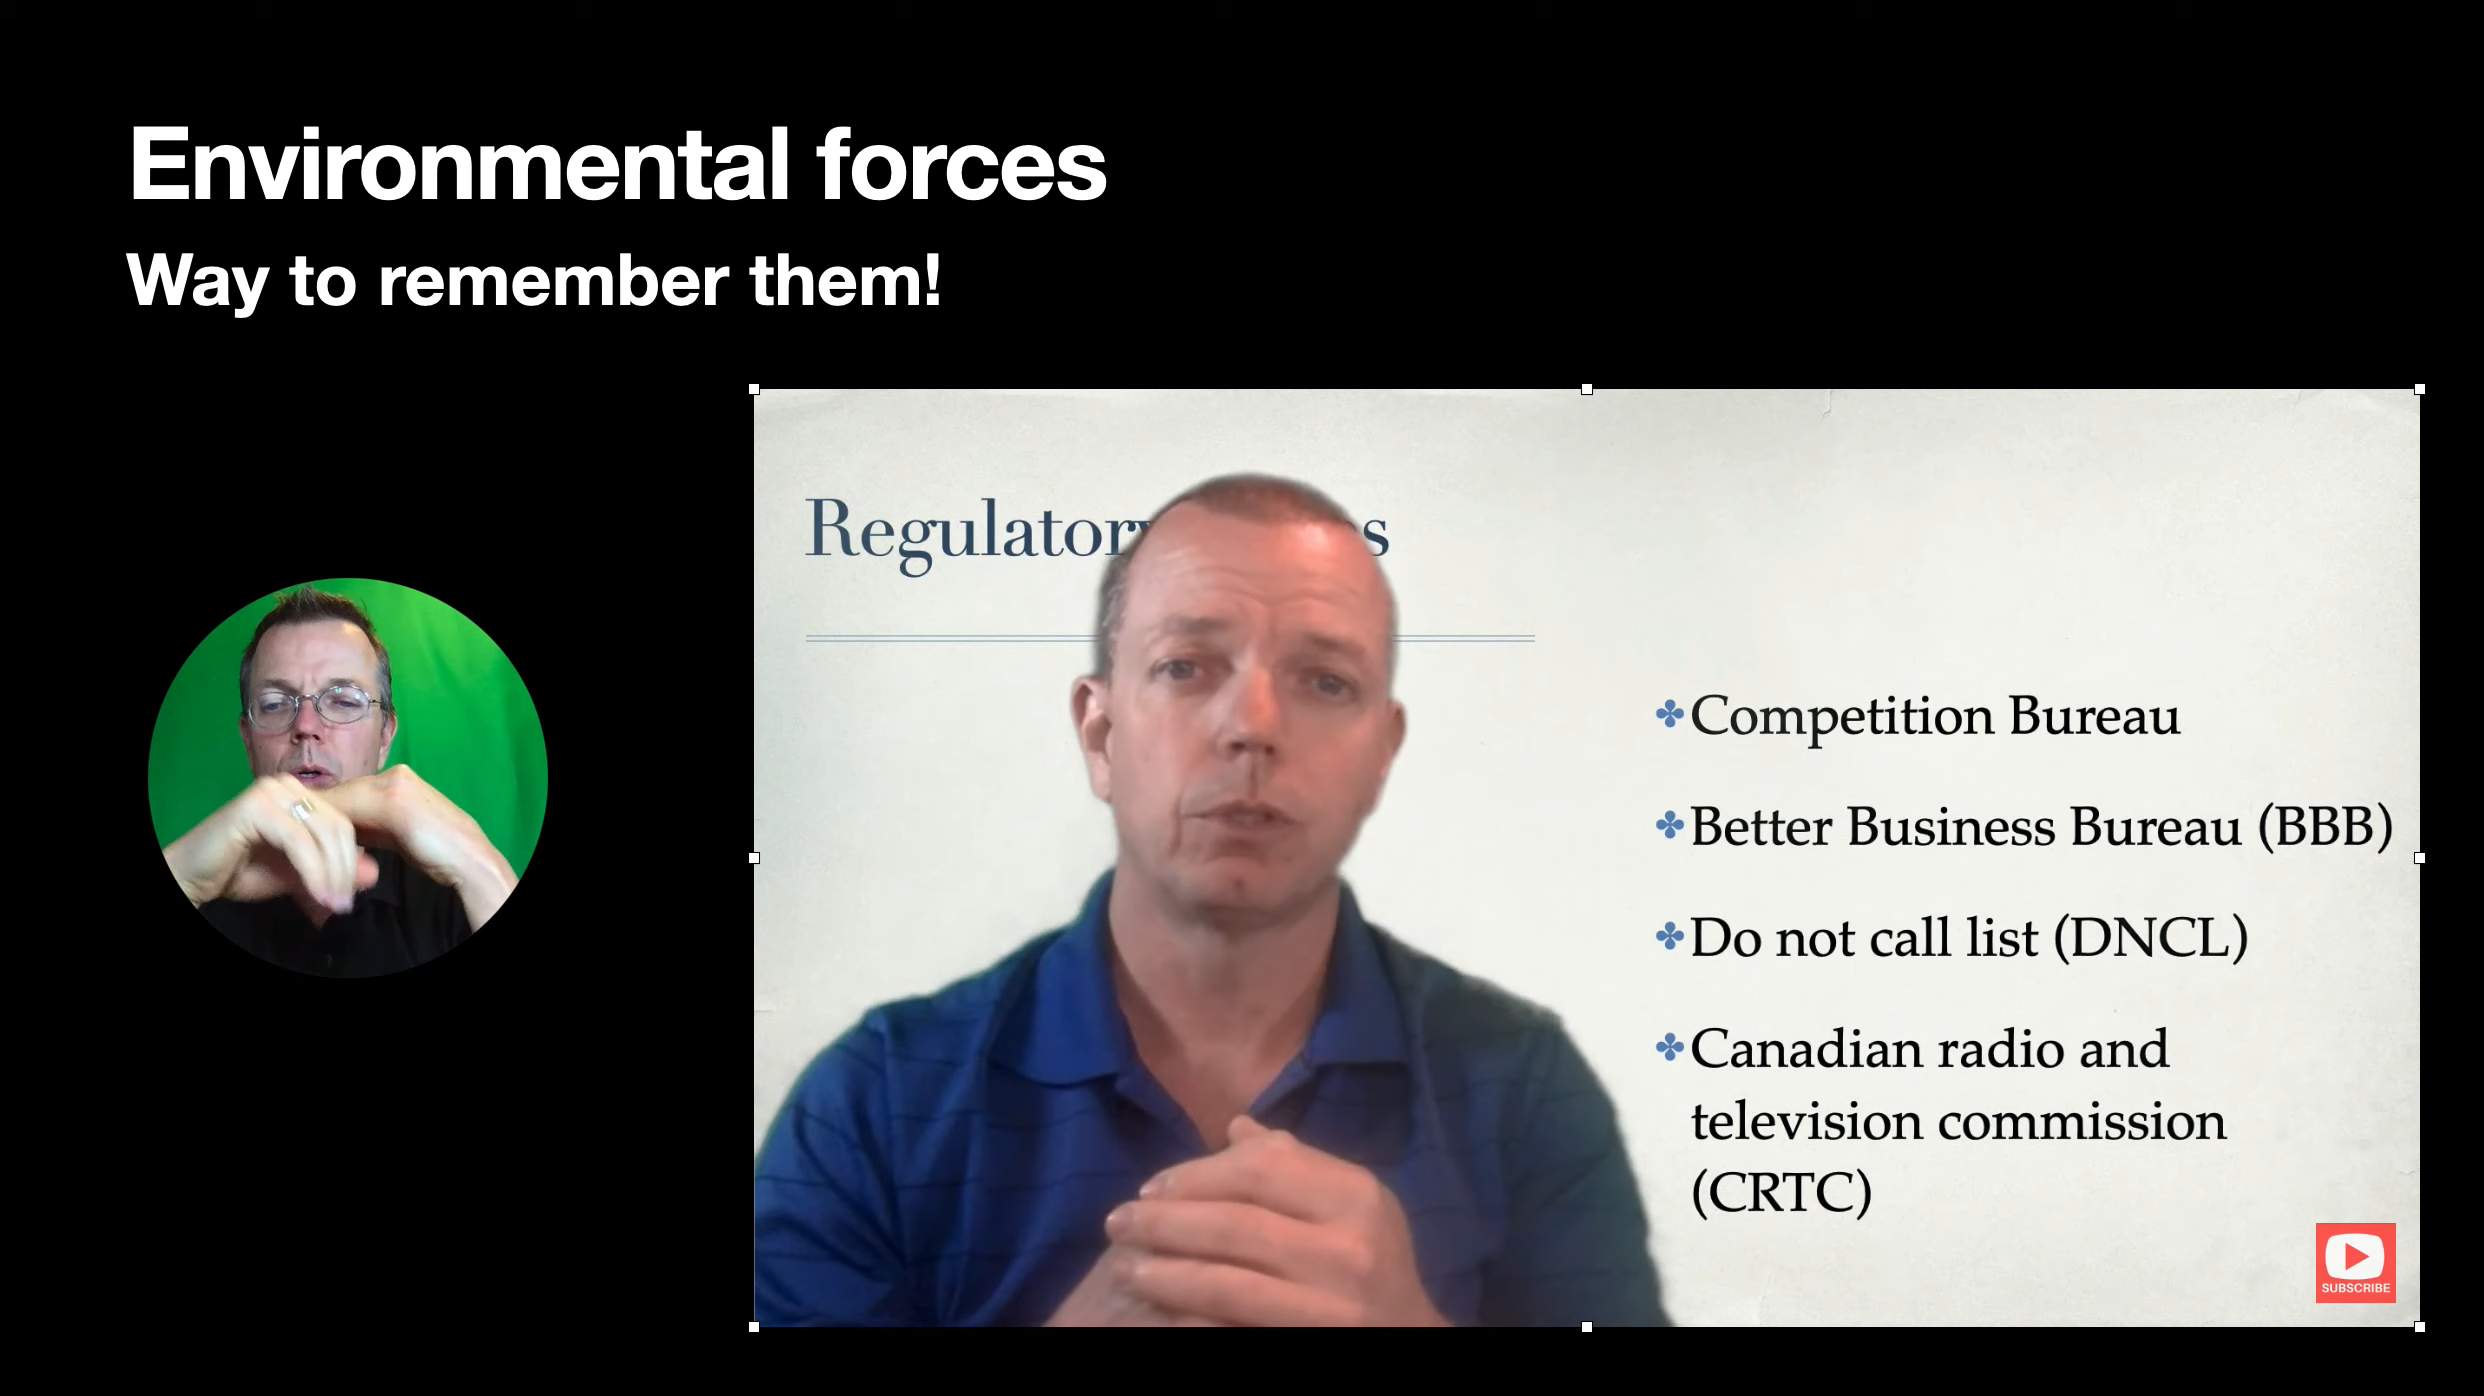 Environmental forces
Way to remember them!
Regulatory
Competition Bureau
Better Business Bureau (BBB)
Do not call list (DNCL)
Canadian radio and
television commission
(CRTC)
SUBSCRIBE